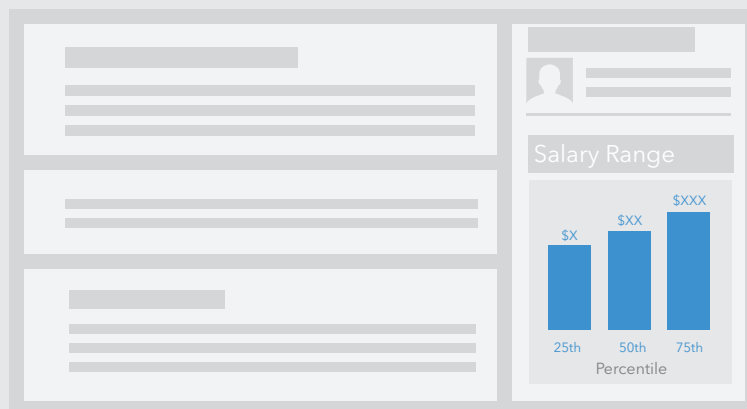 Salary Range
$XXX
$XX
$X
25th 50th 75th
Percentile